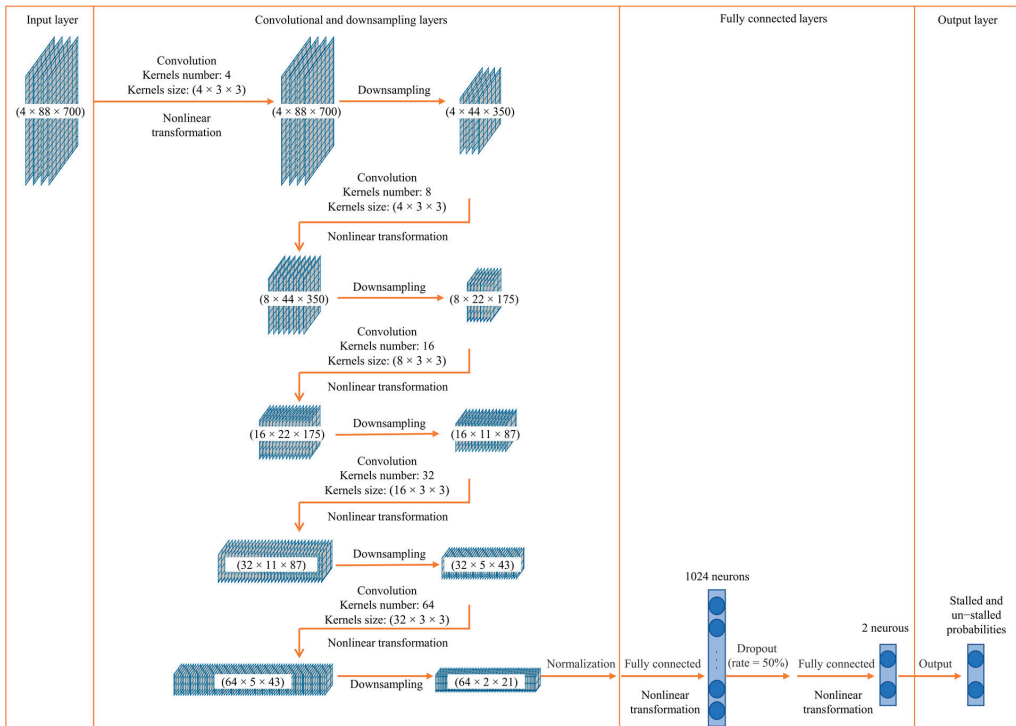 Input layer
Convolutional and downsampling layers
Fully connected layers
Output layer
Convolution
Kernels number: 4
Kernels size: (4 × 3 × 3)
Downsampling
(4 × 88 × 700)
(4 × 88 × 700)
(4 × 44 × 350)
Nonlinear
transformation
Convolution
Kernels number: 8
Kernels size: (4 × 3 × 3)
Nonlinear transformation
(8 × 44 × 350)
Downsampling
(8 × 22 × 175)
Convolution
Kernels number: 16
Kernels size: (8 × 3 × 3)
Nonlinear transformation
(16 × 22 × 175)
Downsampling
(16 × 11 × 87)
Convolution
Kernels number: 32
Kernels size: (16 × 3 × 3)
Nonlinear transformation
(32 × 11 × 87)
Downsampling
(32 × 5 × 43)
Convolution
Kernels number: 64
Kernels size: (32 × 3 × 3)
Nonlinear transformation
(64 × 5 × 43)
Downsampling
(64 × 2 × 21)
Normalization
Fully connected
Nonlinear
transformation
1024 neurons
Dropout
(rate = 50%)
Fully connected
Nonlinear
transformation
2 neurous
Output
Stalled and
un−stalled
probabilities